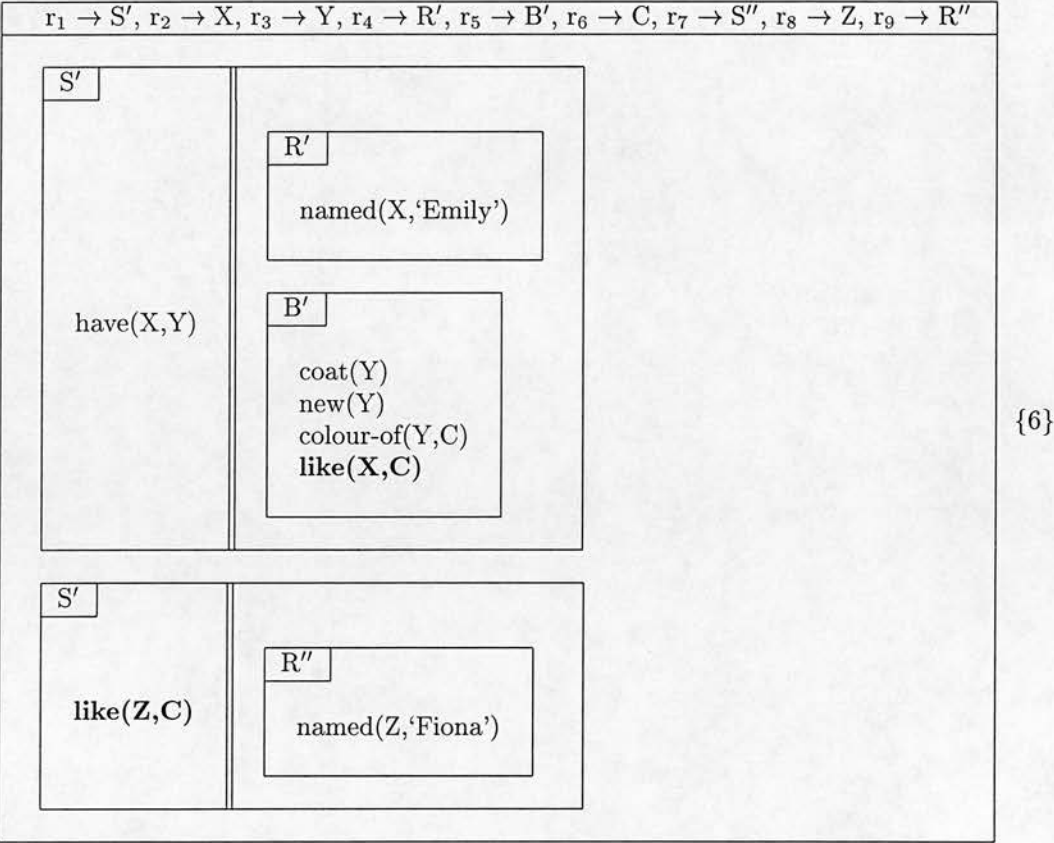 r₁ → S′, r₂ → X, r₃ → Y, r₄ → R′, r₅ → B′, r₆ → C, r₇ → S″, r₈ → Z, r₉ → R″
S′
R′
named(X,‘Emily’)
have(X,Y)
B′
coat(Y)
new(Y)
colour-of(Y,C)
like(X,C)
{6}
S′
R″
like(Z,C)
named(Z,‘Fiona’)